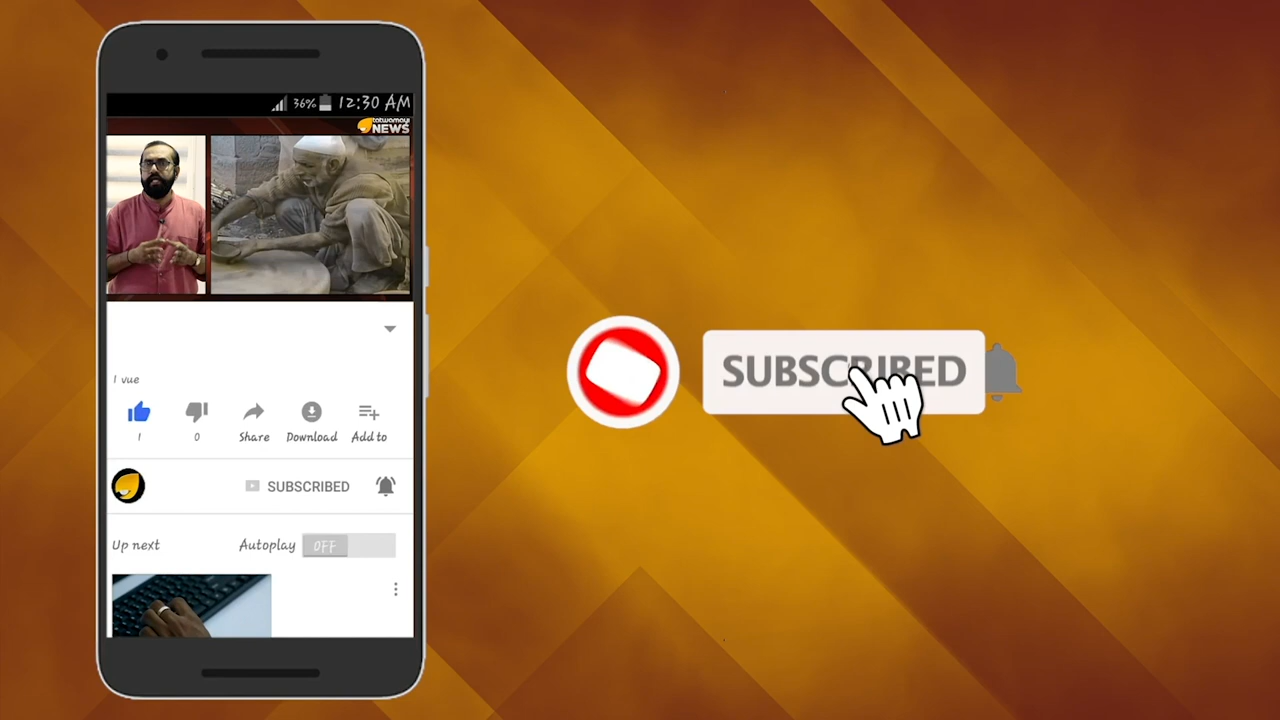 36% 12:30 AM
tatwamayi
NEWS
1 vue
1
0
Share
Download
Add to
SUBSCRIBED
Up next
Autoplay
OFF
SUBSCRIBED